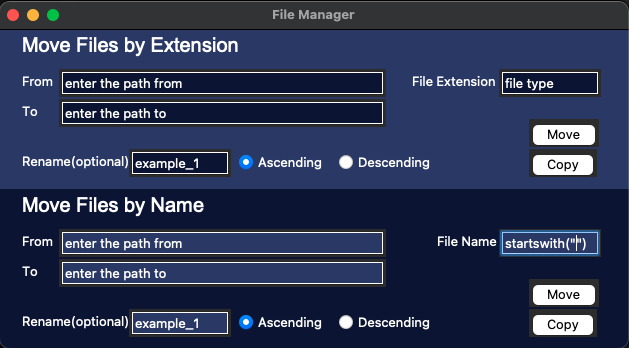 File Manager
Move Files by Extension
From enter the path from File Extension file type
To enter the path to
Move
Rename(optional) example_1 Ascending Descending Copy
Move Files by Name
From enter the path from File Name startswith("")
To enter the path to
Move
Rename(optional) example_1 Ascending Descending Copy